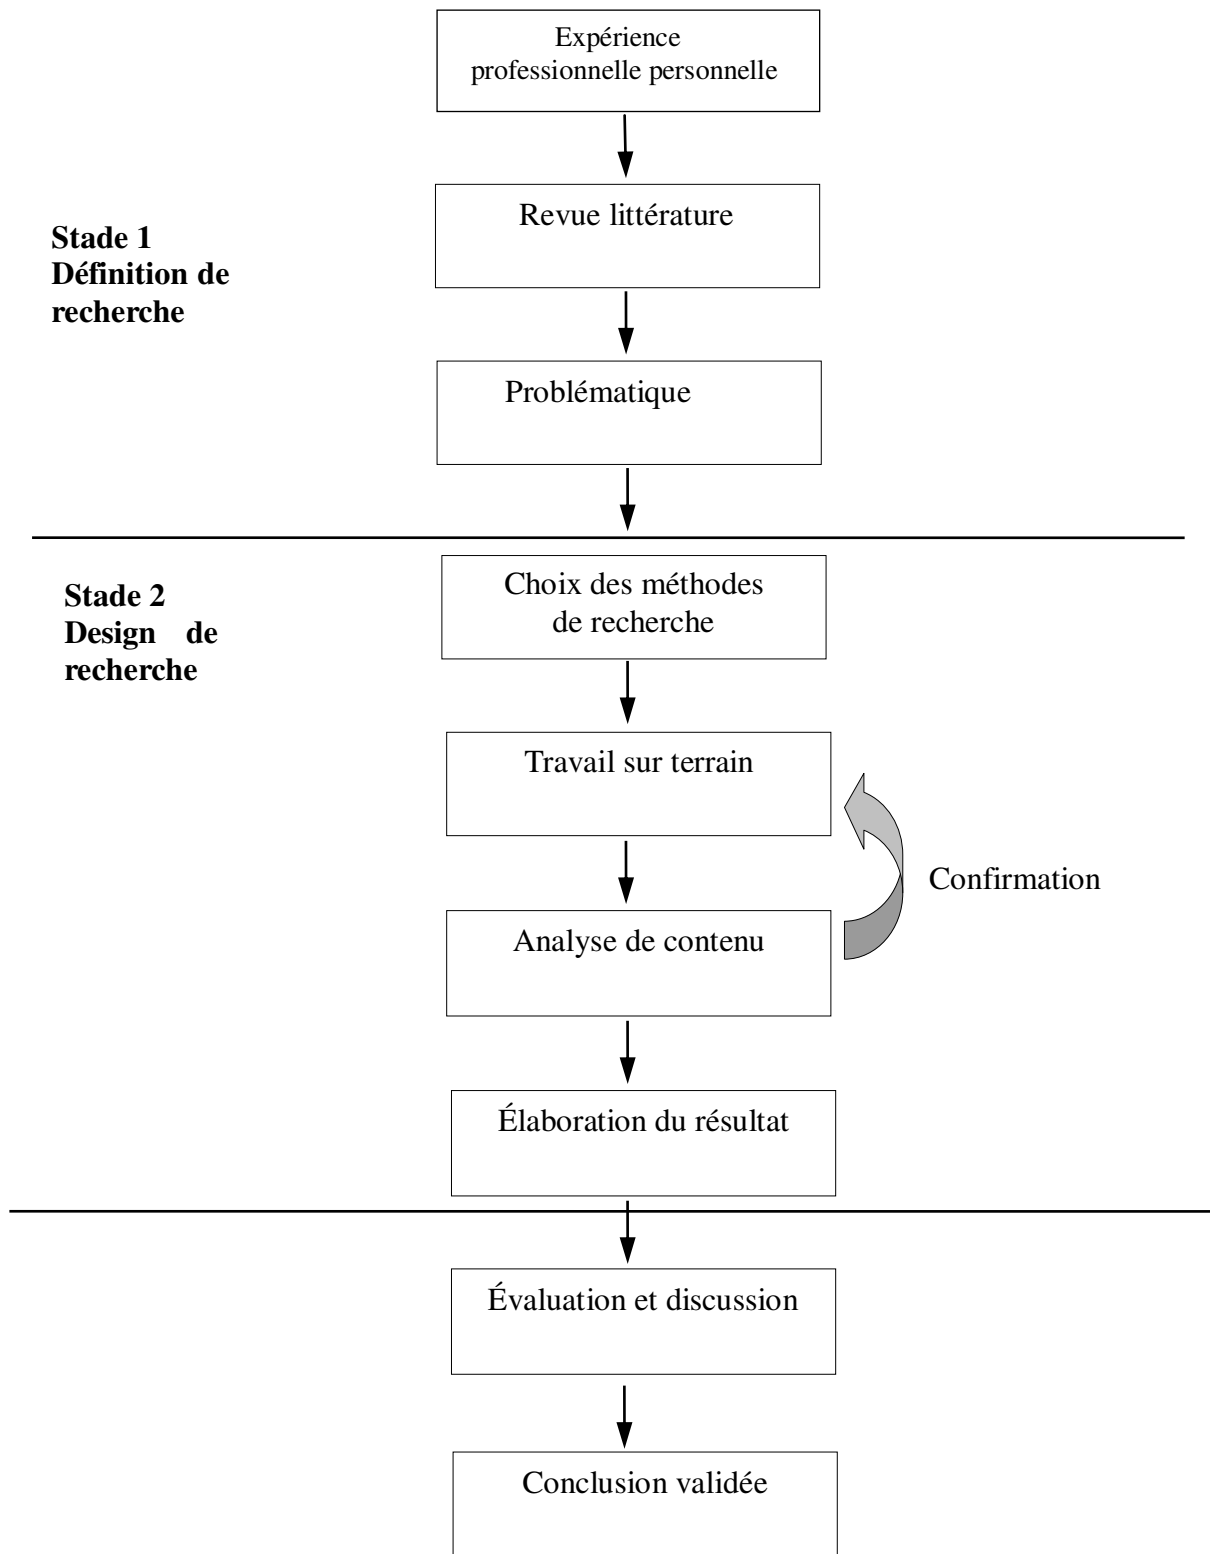 Expérience
professionnelle personnelle
Revue littérature
Stade 1
Définition de
recherche
Problématique
Choix des méthodes
de recherche
Stade 2
Design de
recherche
Travail sur terrain
Confirmation
Analyse de contenu
Élaboration du résultat
Évaluation et discussion
Conclusion validée